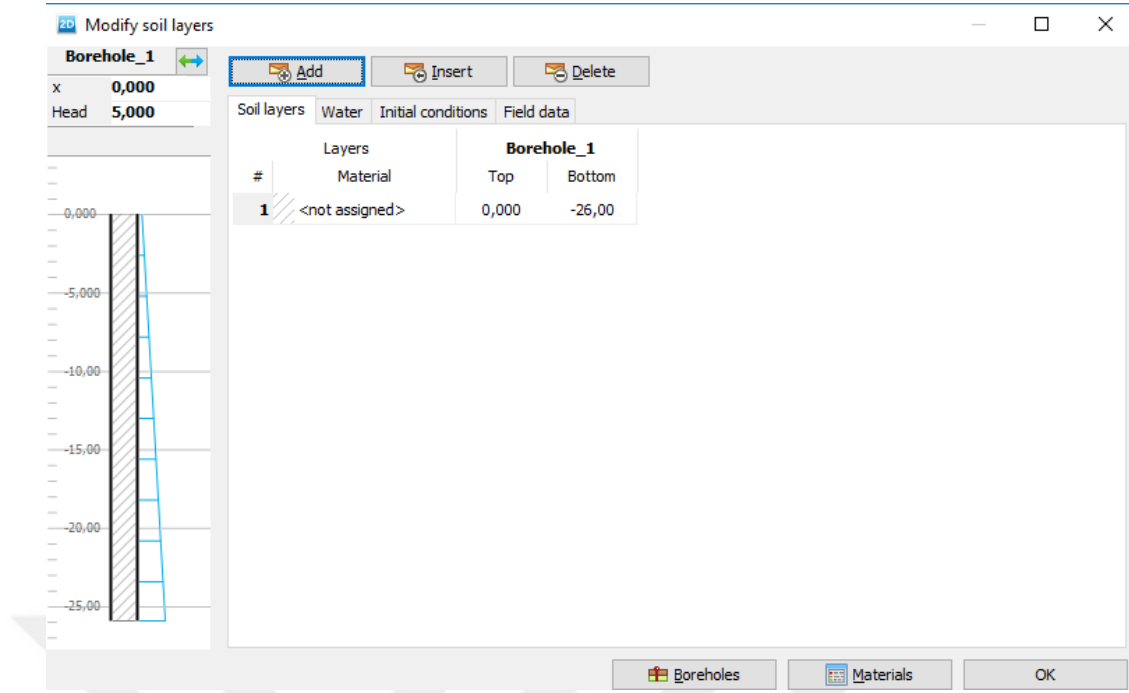 2D Modify soil layers
Borehole_1
x 0,000
Head 5,000
Add Insert Delete
Soil layers Water Initial conditions Field data
Layers Borehole_1
# Material Top Bottom
1 <not assigned> 0,000 -26,00
0,000
-5,000
-10,00
-15,00
-20,00
-25,00
Boreholes Materials OK